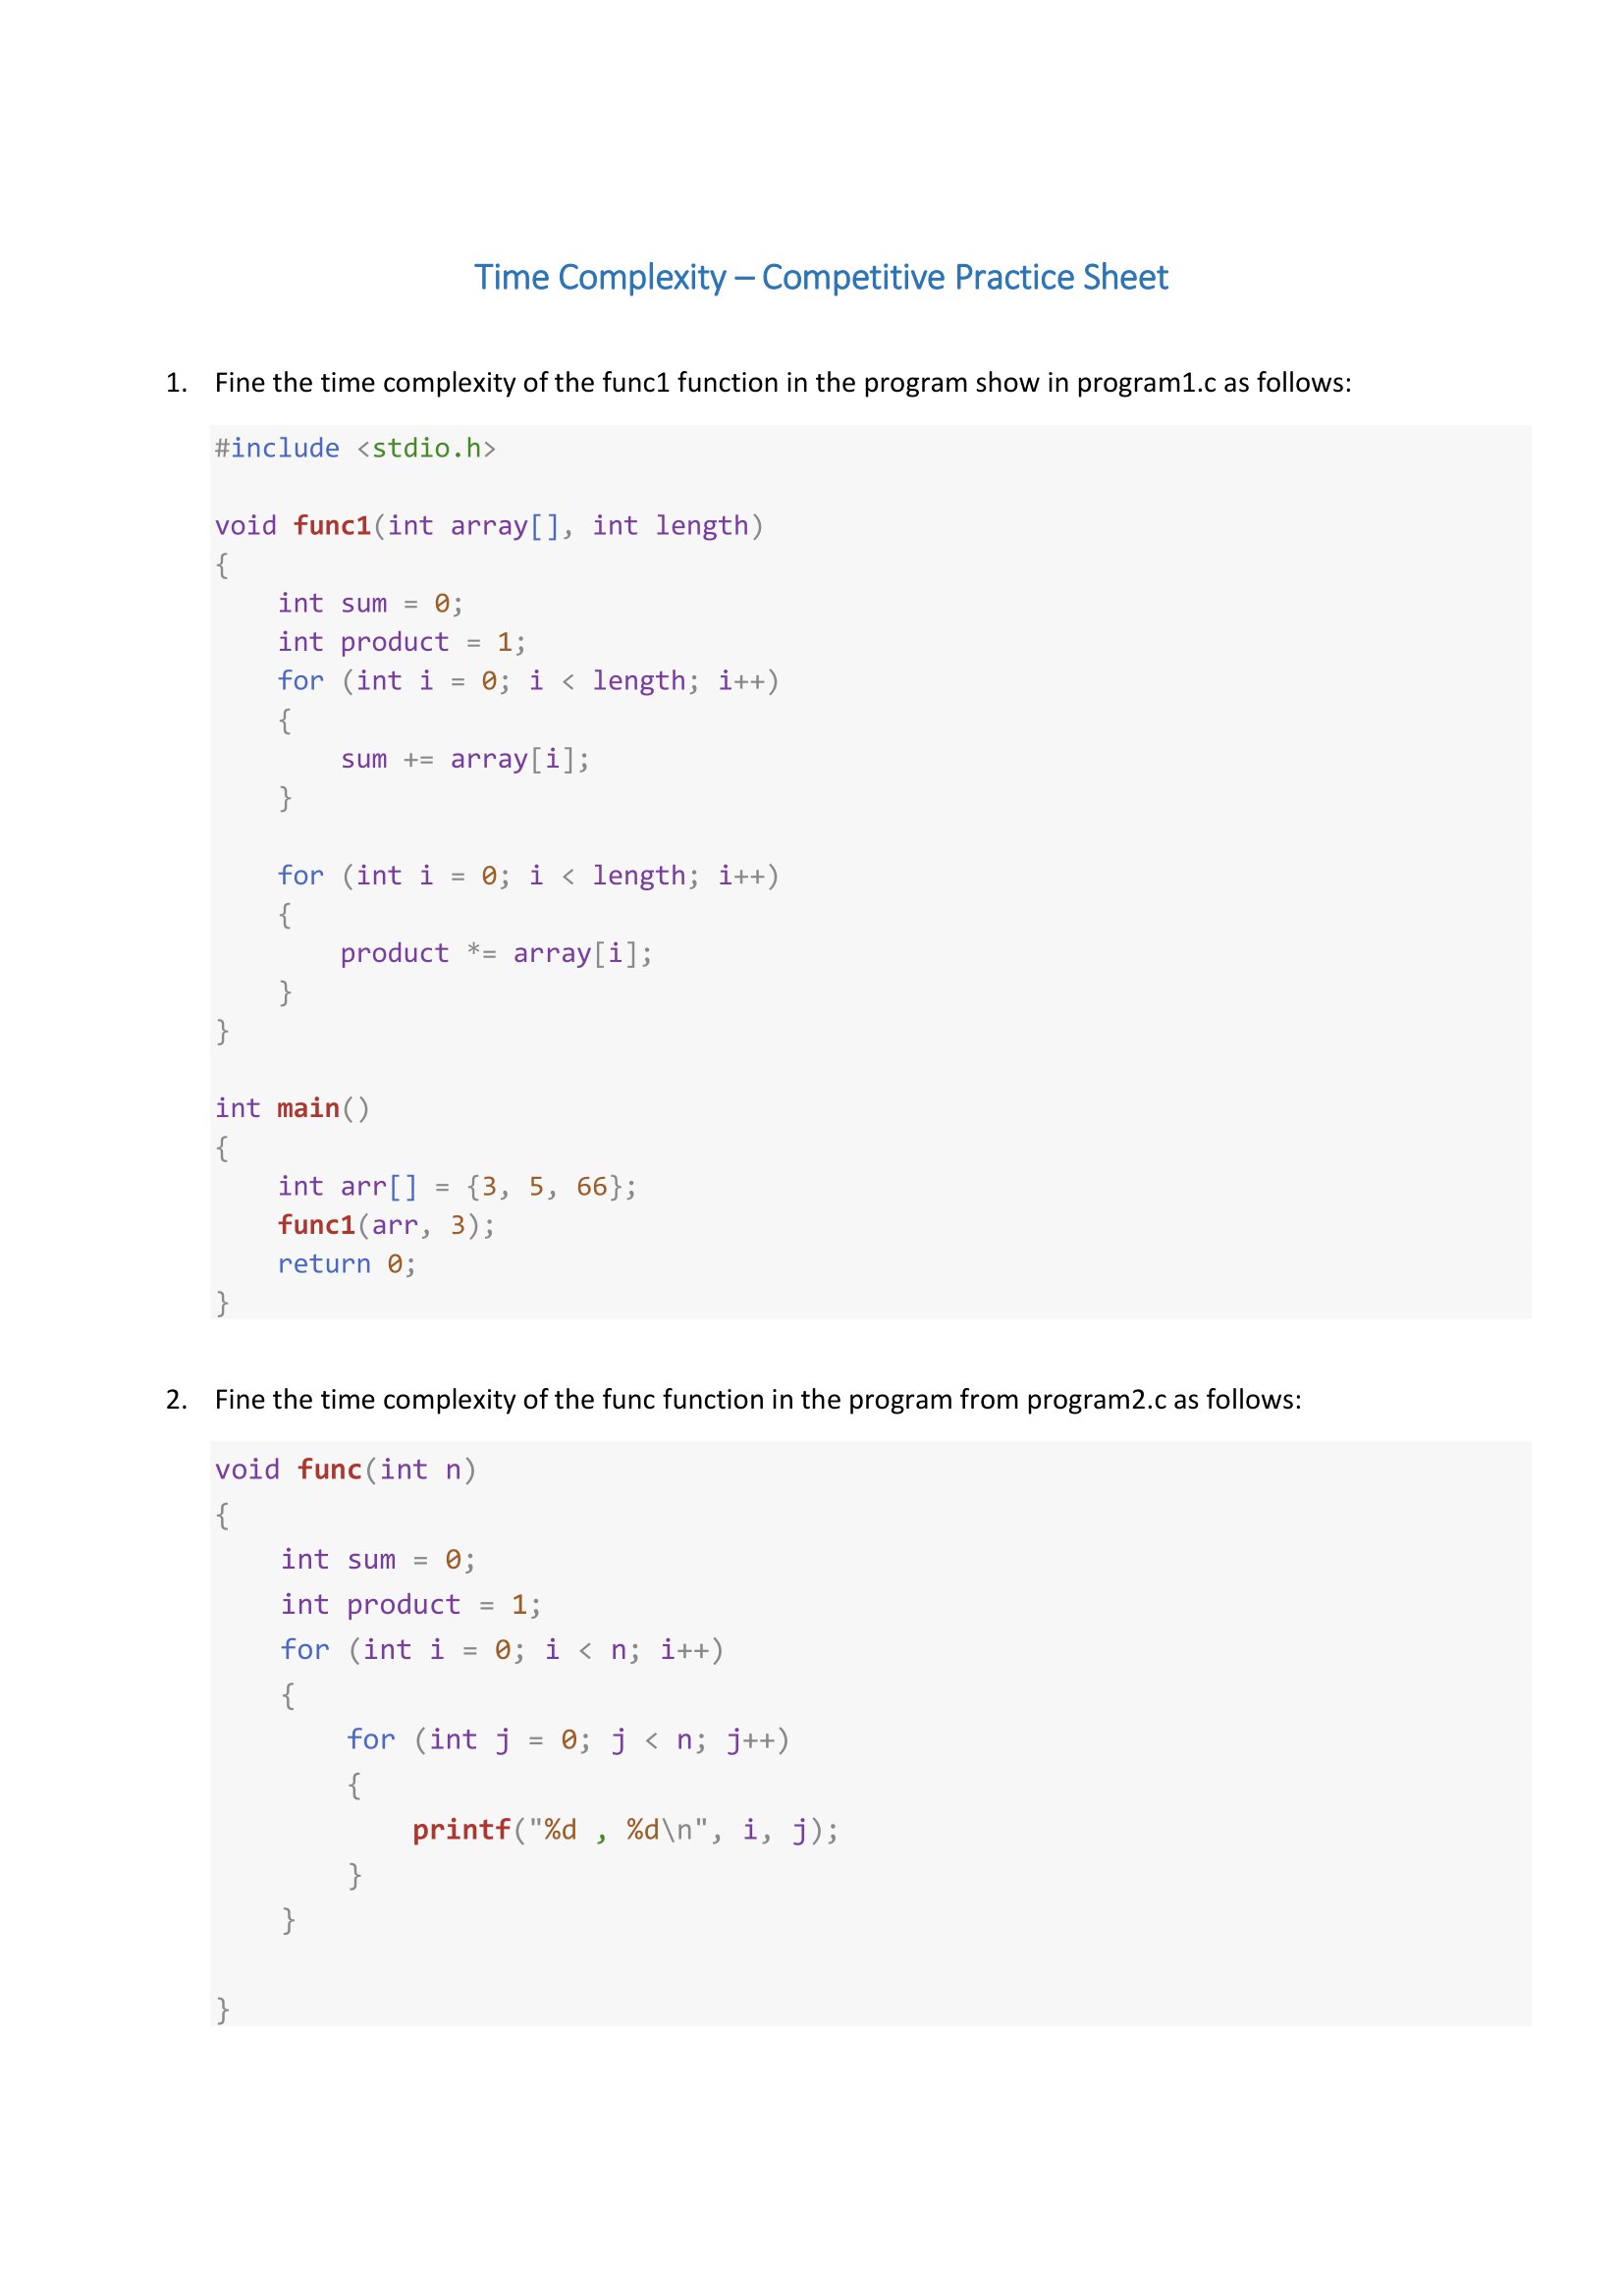 Time Complexity – Competitive Practice Sheet
1. Fine the time complexity of the func1 function in the program show in program1.c as follows:
#include <stdio.h>
void func1(int array[], int length)
{
    int sum = 0;
    int product = 1;
    for (int i = 0; i < length; i++)
    {
        sum += array[i];
    }
    for (int i = 0; i < length; i++)
    {
        product *= array[i];
    }
}
int main()
{
    int arr[] = {3, 5, 66};
    func1(arr, 3);
    return 0;
}
2. Fine the time complexity of the func function in the program from program2.c as follows:
void func(int n)
{
    int sum = 0;
    int product = 1;
    for (int i = 0; i < n; i++)
    {
        for (int j = 0; j < n; j++)
        {
            printf("%d , %d\n", i, j);
        }
    }
}